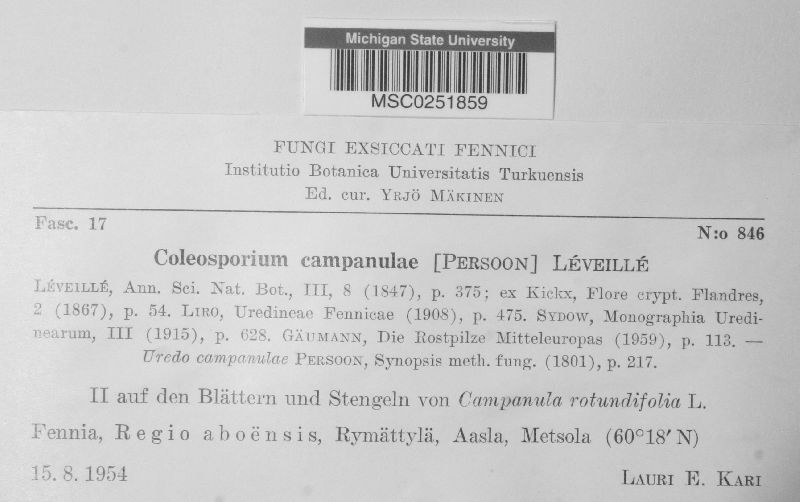 Michigan State University
MSC0251859
FUNGI EXSICCATI FENNICI
Institutio Botanica Universitatis Turkuensis
Ed. cur. YRJÖ MÄKINEN
Fasc. 17
N:o 846
Coleosporium campanulae [PERSOON] LÉVEILLÉ
LÉVEILLÉ, Ann. Sci. Nat. Bot., III, 8 (1847), p. 375; ex Kickx, Flore crypt. Flandres,
2 (1867), p. 54. LIRO, Uredineae Fennicae (1908), p. 475. SYDOW, Monographia Uredi-
nearum, III (1915), p. 628. GÄUMANN, Die Rostpilze Mitteleuropas (1959), p. 113. —
Uredo campanulae PERSOON, Synopsis meth. fung. (1801), p. 217.
II auf den Blättern und Stengeln von Campanula rotundifolia L.
Fennia, Regio aboënsis, Rymättylä, Aasla, Metsola (60°18′ N)
15. 8. 1954
LAURI E. KARI